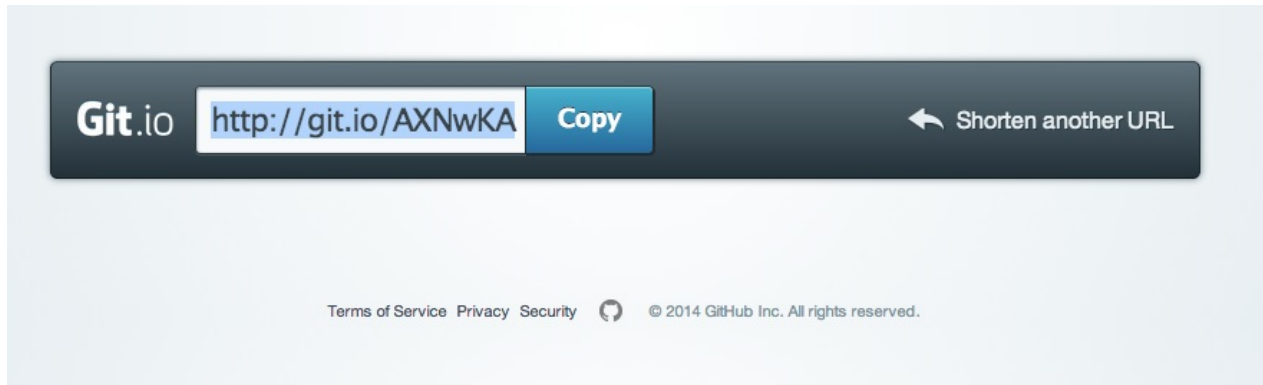 Git.io http://git.io/AXNwKA Copy Shorten another URL
Terms of Service Privacy Security © 2014 GitHub Inc. All rights reserved.